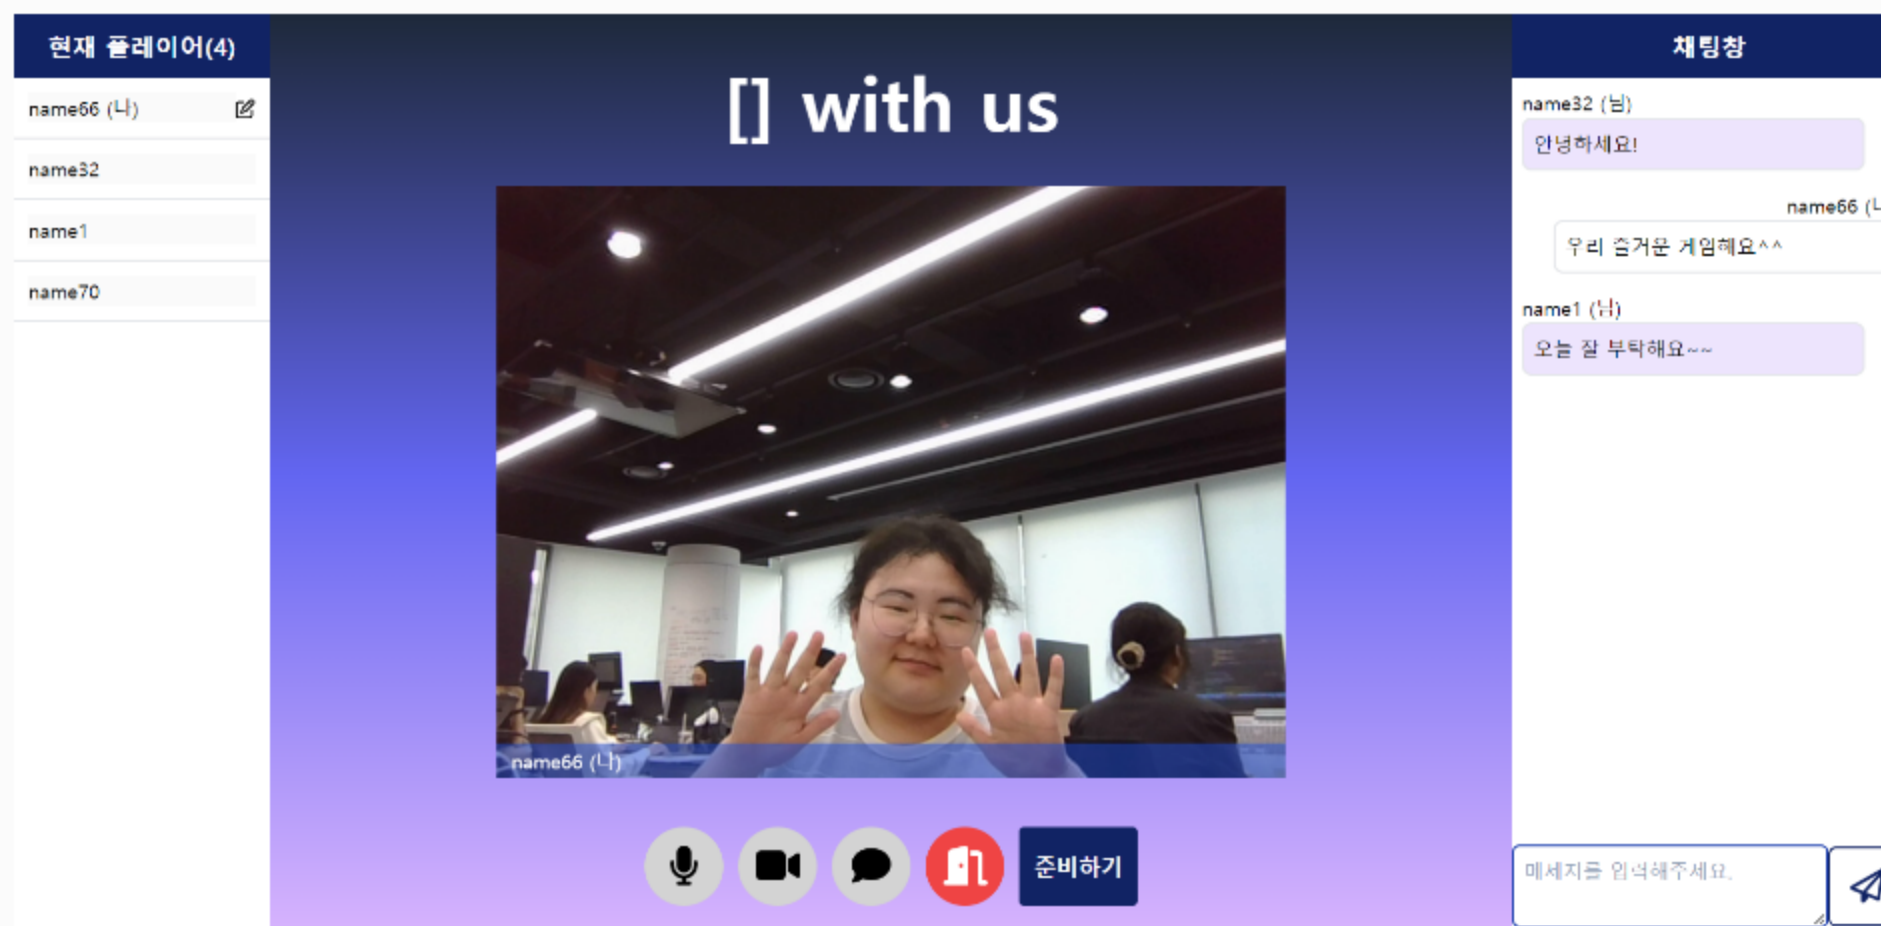 현재 플레이어(4)
name66 (나)
name32
name1
name70
[] with us
name66 (나)
준비하기
채팅창
name32 (님)
안녕하세요!
name66 (나
우리 즐거운 게임해요^^
name1 (님)
오늘 잘 부탁해요~~
메세지를 입력해주세요.